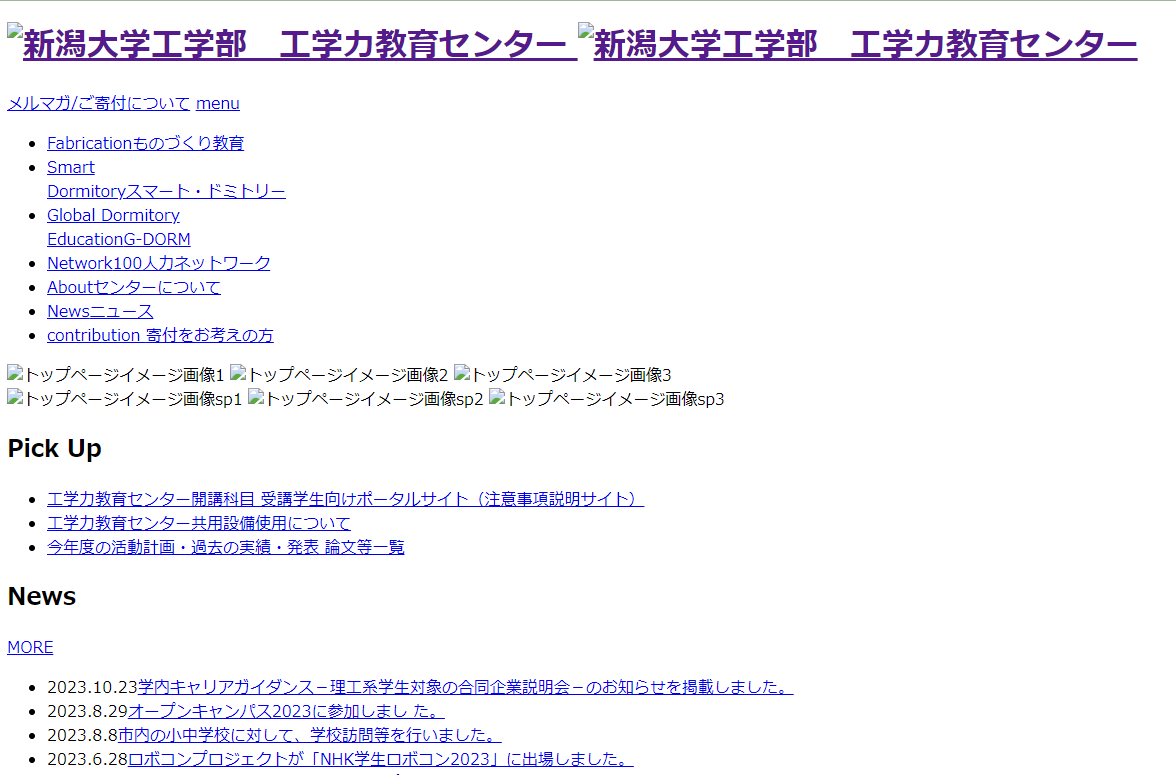 新潟大学工学部　工学力教育センター 新潟大学工学部　工学力教育センター
メルマガ/ご寄付について menu
Fabricationものづくり教育
Smart
Dormitoryスマート・ドミトリー
Global Dormitory
EducationG-DORM
Network100人力ネットワーク
Aboutセンターについて
Newsニュース
contribution 寄付をお考えの方
トップページイメージ画像1 トップページイメージ画像2 トップページイメージ画像3
トップページイメージ画像sp1 トップページイメージ画像sp2 トップページイメージ画像sp3
Pick Up
工学力教育センター開講科目 受講学生向けポータルサイト（注意事項説明サイト）
工学力教育センター共用設備使用について
今年度の活動計画・過去の実績・発表 論文等一覧
News
MORE
2023.10.23学内キャリアガイダンス－理工系学生対象の合同企業説明会－のお知らせを掲載しました。
2023.8.29オープンキャンパス2023に参加しまし た。
2023.8.8市内の小中学校に対して、学校訪問等を行いました。
2023.6.28ロボコンプロジェクトが「NHK学生ロボコン2023」に出場しました。